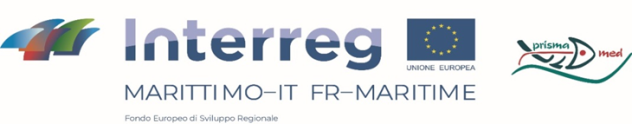 Interreg
UNIONE EUROPEA
prisma
med
MARITTIMO-IT FR-MARITIME
Fondo Europeo di Sviluppo Regionale